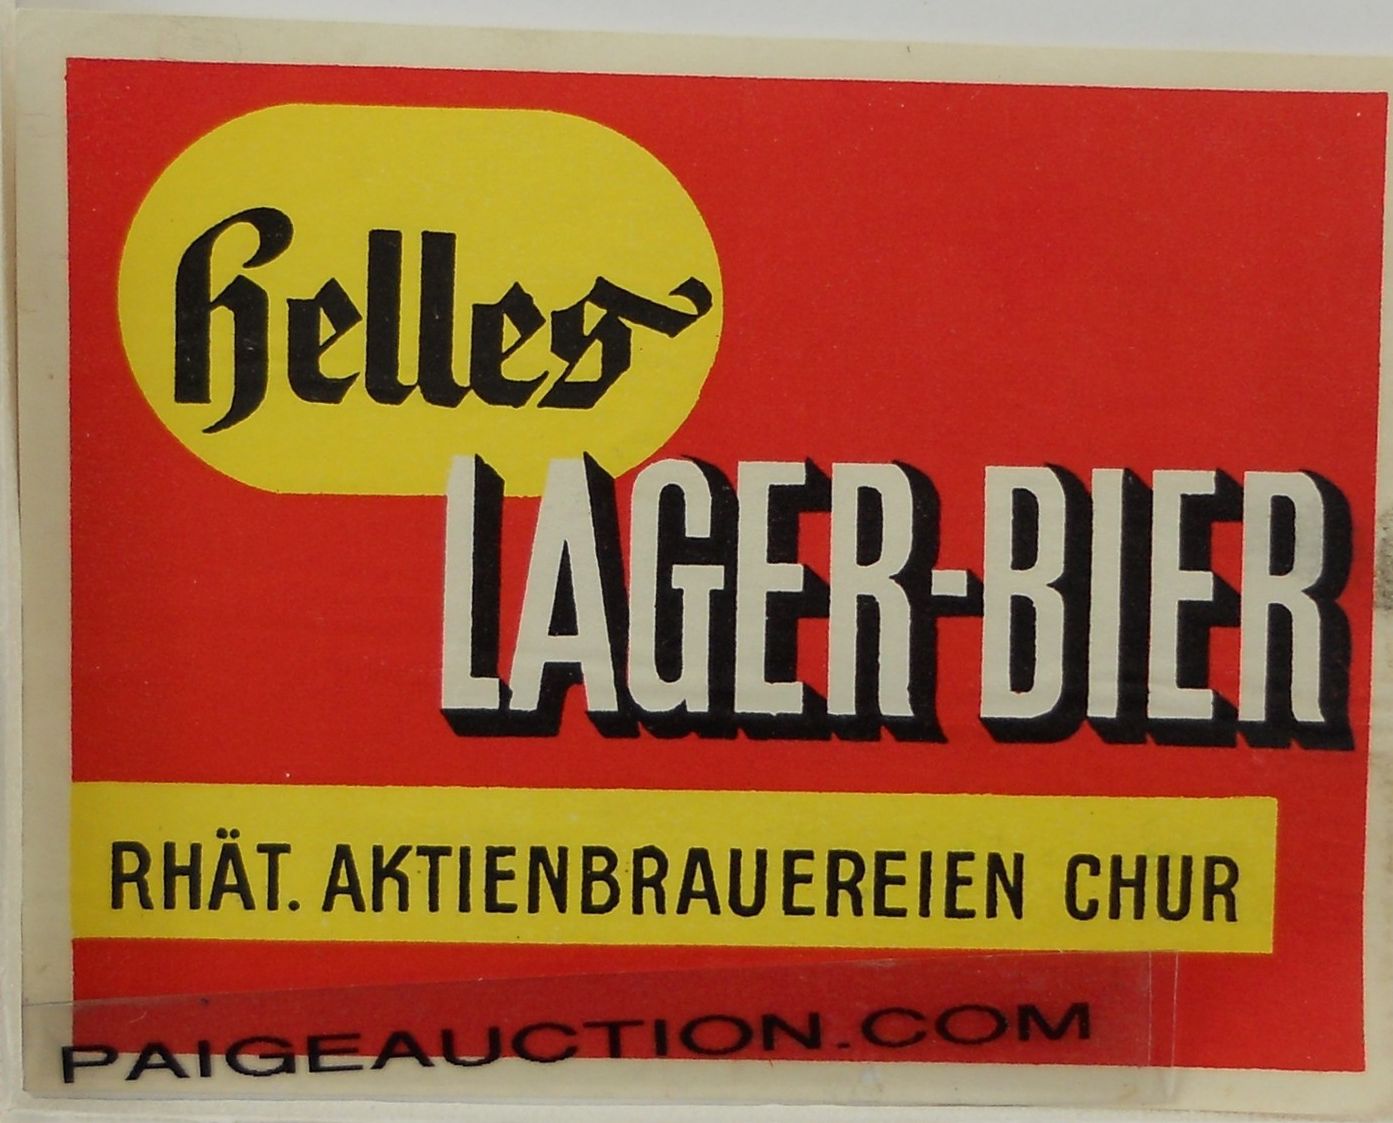 Helles
LAGER-BIER
RHÄT. AKTIENBRAUEREIEN CHUR
PAIGEAUCTION.COM